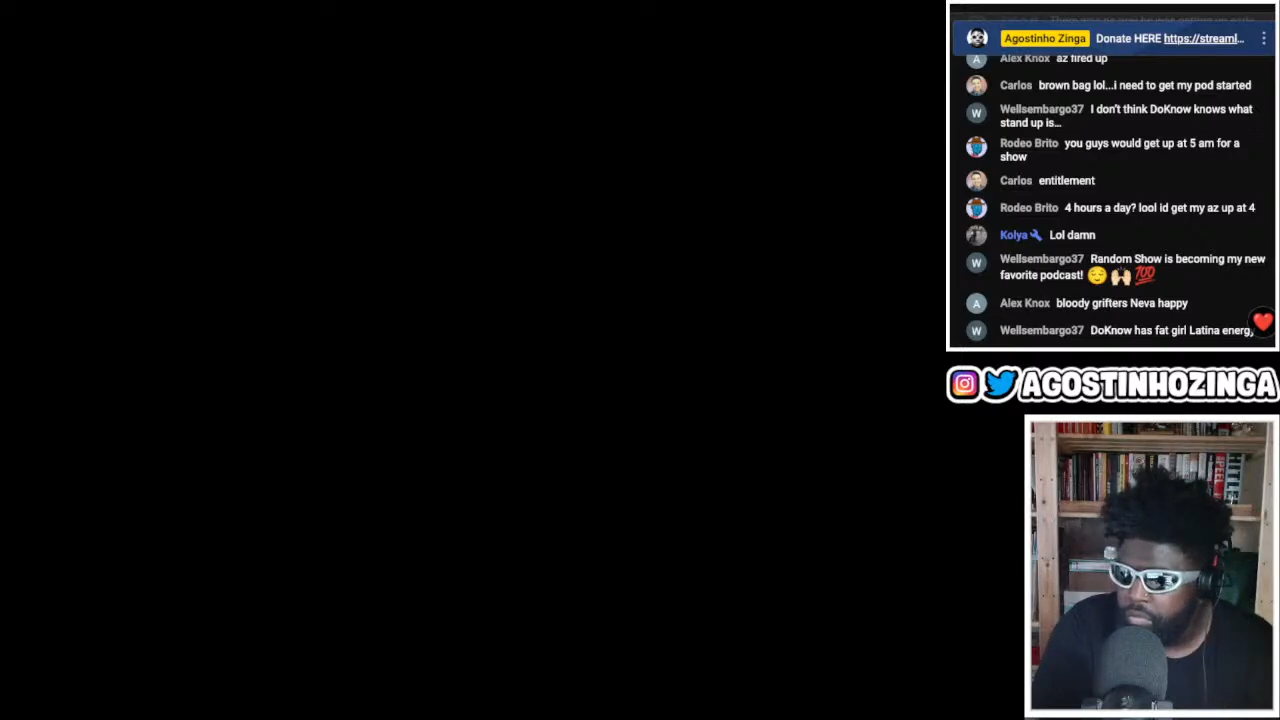 Agostinho Zinga Donate HERE https://streaml...
Alex Knox az fired up
Carlos brown bag lol...i need to get my pod started
Wellsembargo37 I don't think DoKnow knows what
stand up is...
Rodeo Brito you guys would get up at 5 am for a
show
Carlos entitlement
Rodeo Brito 4 hours a day? lool id get my az up at 4
Kolya Lol damn
Wellsembargo37 Random Show is becoming my new
favorite podcast! 😌 🙌🏻 💯
Alex Knox bloody grifters Neva happy
Wellsembargo37 DoKnow has fat girl Latina energy
AGOSTINHOZINGA